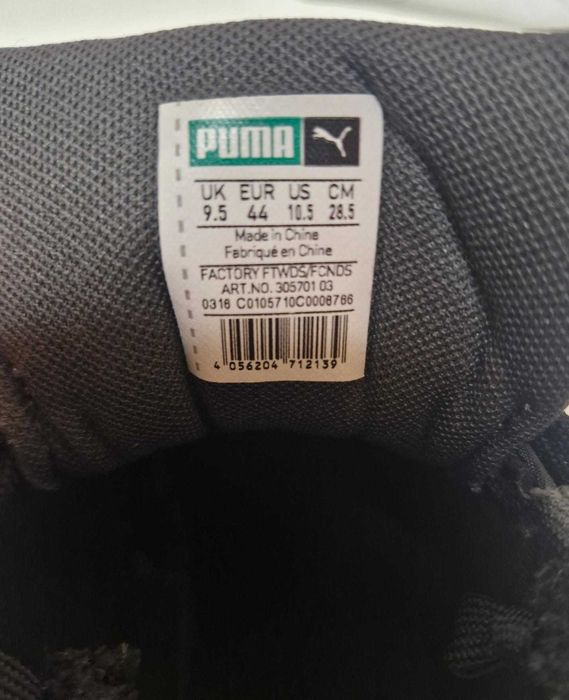 PUMA
UK EUR US CM
9.5 44 10.5 28.5
Made in China
Fabriqué en Chine
FACTORY FTWDS/FCNDS
ART.NO. 305701 03
0316 C0105710C0008766
4 056204 712139